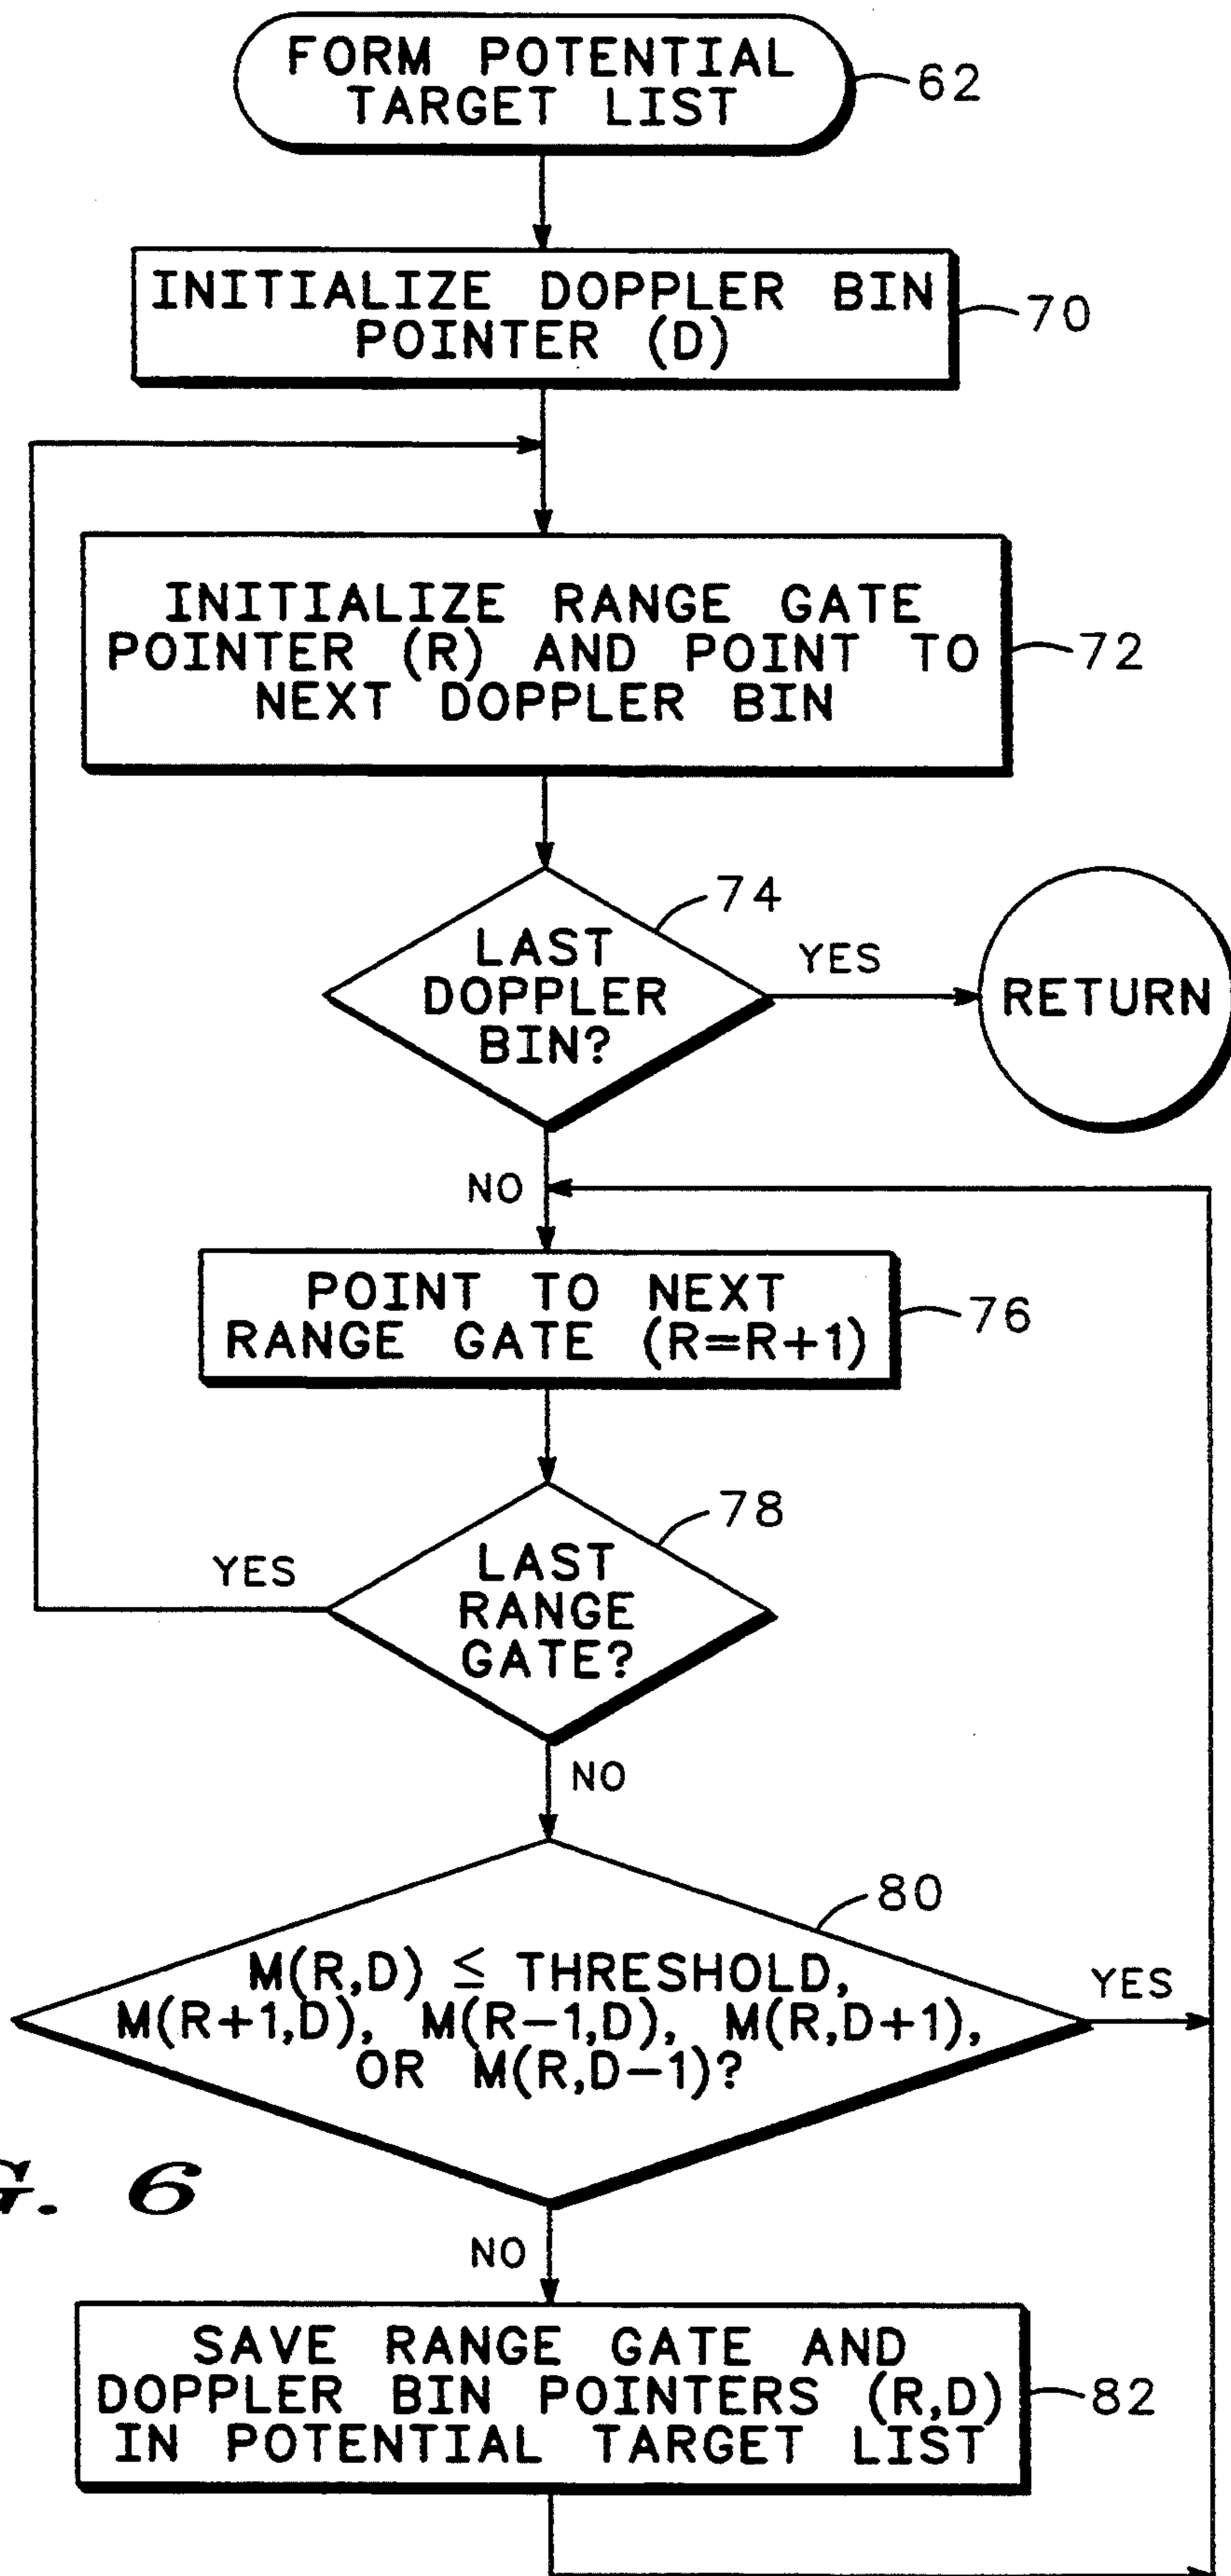 FORM POTENTIAL
TARGET LIST
62
INITIALIZE DOPPLER BIN
POINTER (D)
70
INITIALIZE RANGE GATE
POINTER (R) AND POINT TO
NEXT DOPPLER BIN
72
74
LAST
DOPPLER
BIN?
YES
RETURN
NO
POINT TO NEXT
RANGE GATE (R=R+1)
76
78
LAST
RANGE
GATE?
YES
NO
80
M(R,D) ≤ THRESHOLD,
M(R+1,D), M(R-1,D), M(R,D+1),
OR M(R,D-1)?
YES
G. 6
NO
SAVE RANGE GATE AND
DOPPLER BIN POINTERS (R,D)
IN POTENTIAL TARGET LIST
82